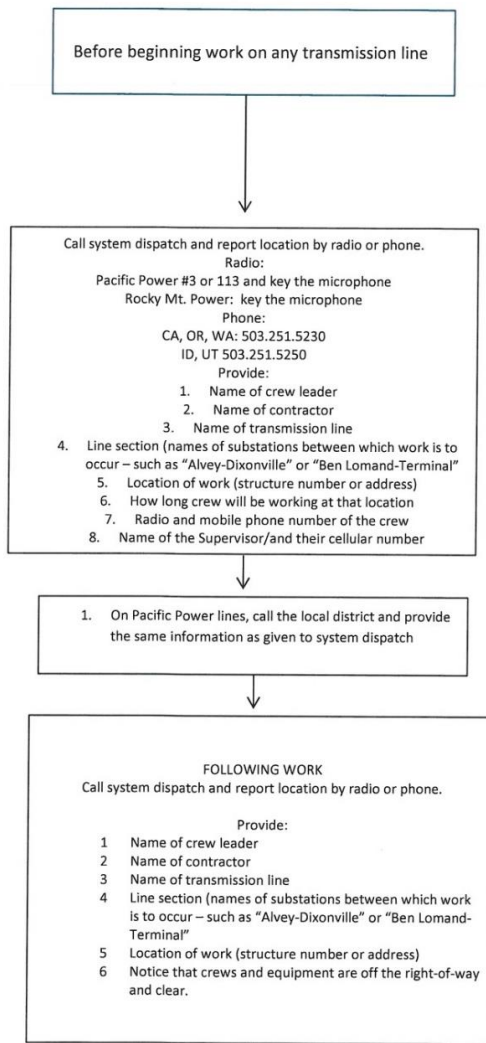 Before beginning work on any transmission line
Call system dispatch and report location by radio or phone.
Radio:
Pacific Power #3 or 113 and key the microphone
Rocky Mt. Power: key the microphone
Phone:
CA, OR, WA: 503.251.5230
ID, UT 503.251.5250
Provide:
1. Name of crew leader
2. Name of contractor
3. Name of transmission line
4. Line section (names of substations between which work is to
occur – such as “Alvey-Dixonville” or “Ben Lomand-Terminal”
5. Location of work (structure number or address)
6. How long crew will be working at that location
7. Radio and mobile phone number of the crew
8. Name of the Supervisor/and their cellular number
1. On Pacific Power lines, call the local district and provide
the same information as given to system dispatch
FOLLOWING WORK
Call system dispatch and report location by radio or phone.
Provide:
1 Name of crew leader
2 Name of contractor
3 Name of transmission line
4 Line section (names of substations between which work
is to occur – such as “Alvey-Dixonville” or “Ben Lomand-
Terminal”
5 Location of work (structure number or address)
6 Notice that crews and equipment are off the right-of-way
and clear.